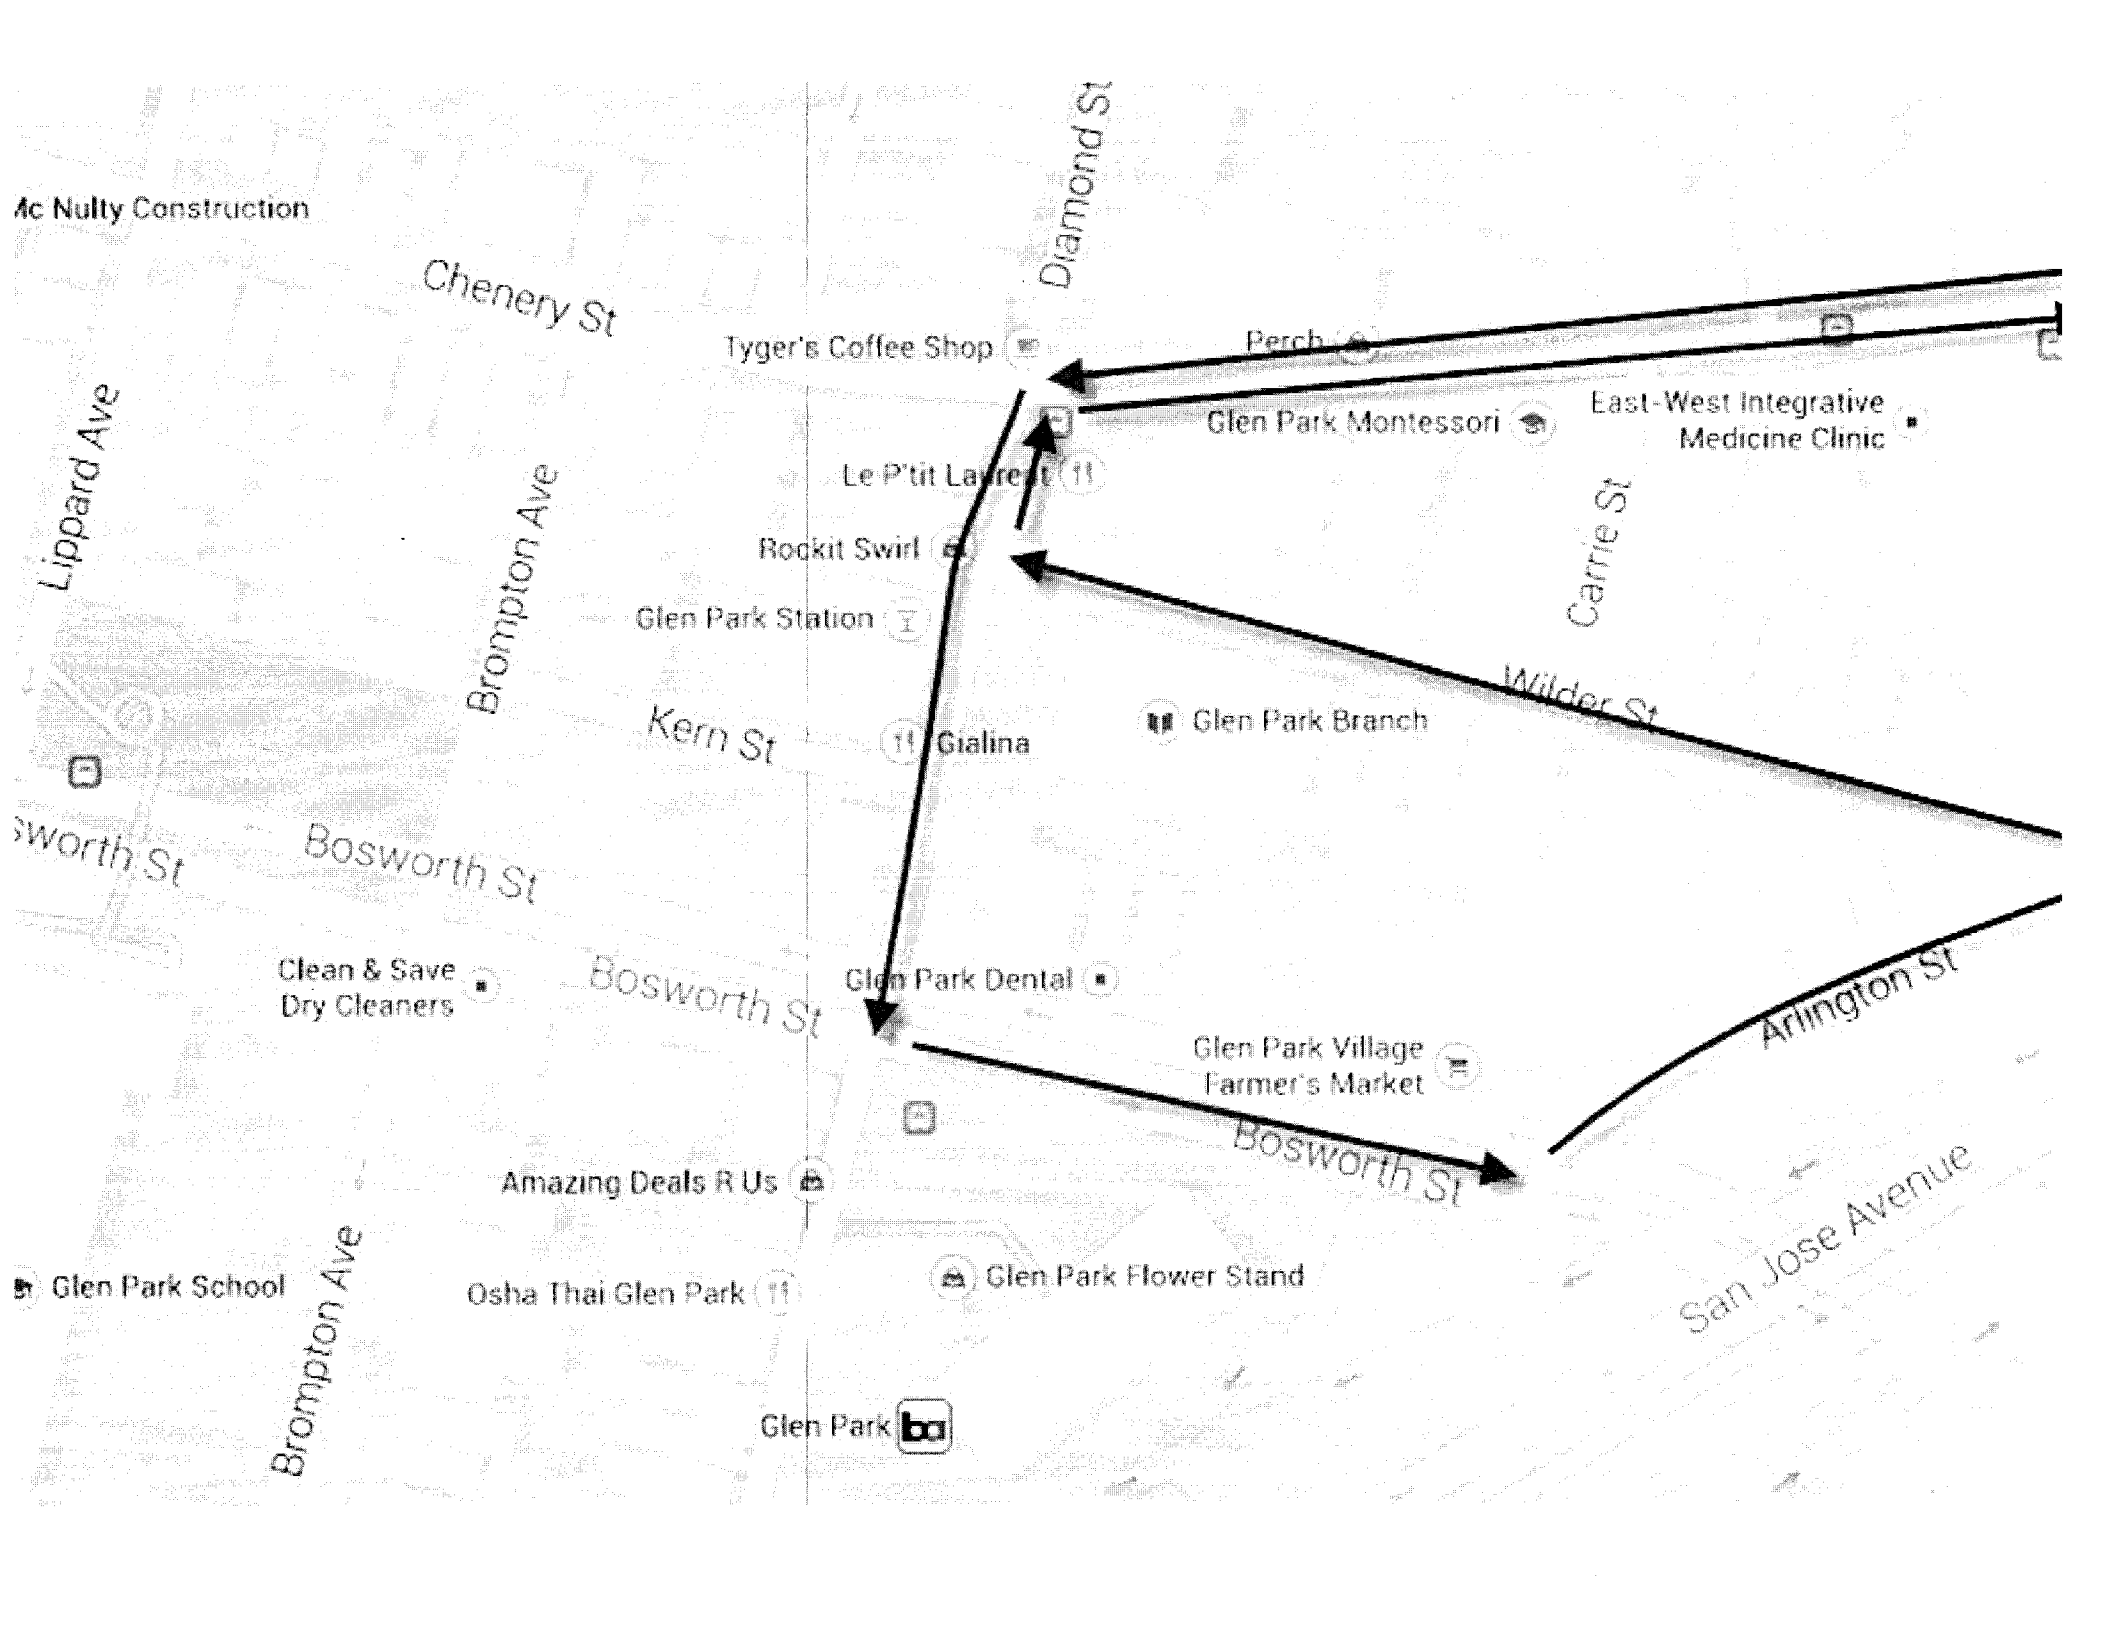 Diamond St
Mc Nulty Construction
Chenery St
Tyger's Coffee Shop
Perch
Lippard Ave
Glen Park Montessori
East-West Integrative
Medicine Clinic
Le P'tit Laurent
Brompton Ave
Carrie St
Rockit Swirl
Glen Park Station
Wilder St
Kern St
Gialina
Glen Park Branch
sworth St
Bosworth St
Clean & Save
Dry Cleaners
Bosworth St
Glen Park Dental
Arlington St
Glen Park Village
Farmer's Market
Bosworth St
Amazing Deals R Us
San Jose Avenue
Glen Park School
Brompton Ave
Osha Thai Glen Park
Glen Park Flower Stand
Glen Park
ba